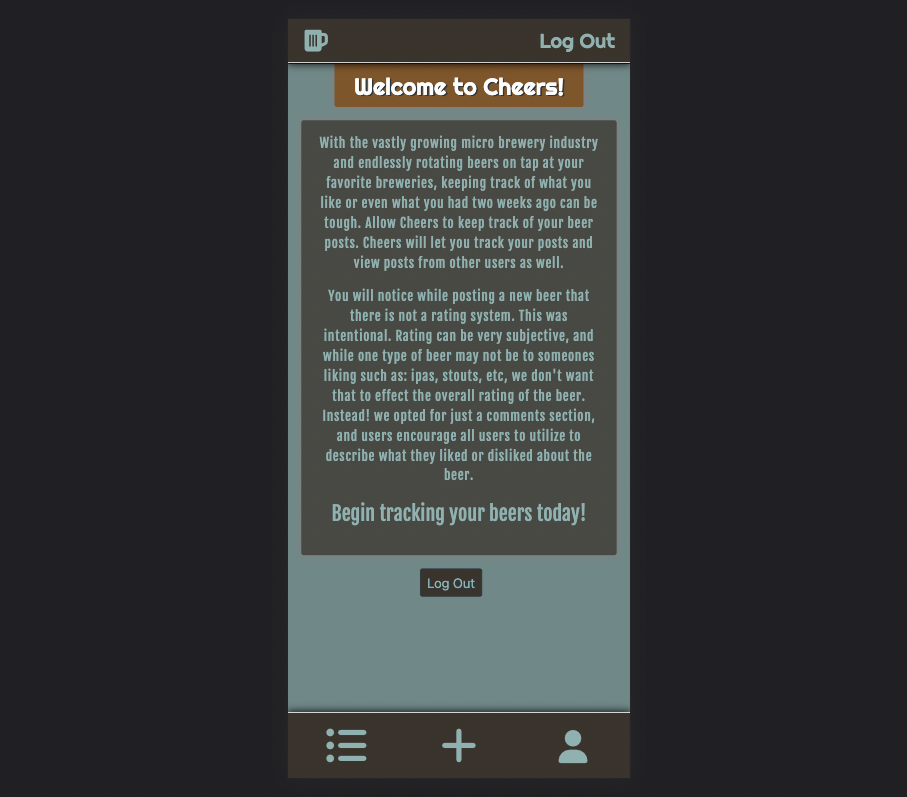 Log Out
Welcome to Cheers!
With the vastly growing micro brewery industry
and endlessly rotating beers on tap at your
favorite breweries, keeping track of what you
like or even what you had two weeks ago can be
tough. Allow Cheers to keep track of your beer
posts. Cheers will let you track your posts and
view posts from other users as well.
You will notice while posting a new beer that
there is not a rating system. This was
intentional. Rating can be very subjective, and
while one type of beer may not be to someones
liking such as: ipas, stouts, etc, we don't want
that to effect the overall rating of the beer.
Instead! we opted for just a comments section,
and users encourage all users to utilize to
describe what they liked or disliked about the
beer.
Begin tracking your beers today!
Log Out